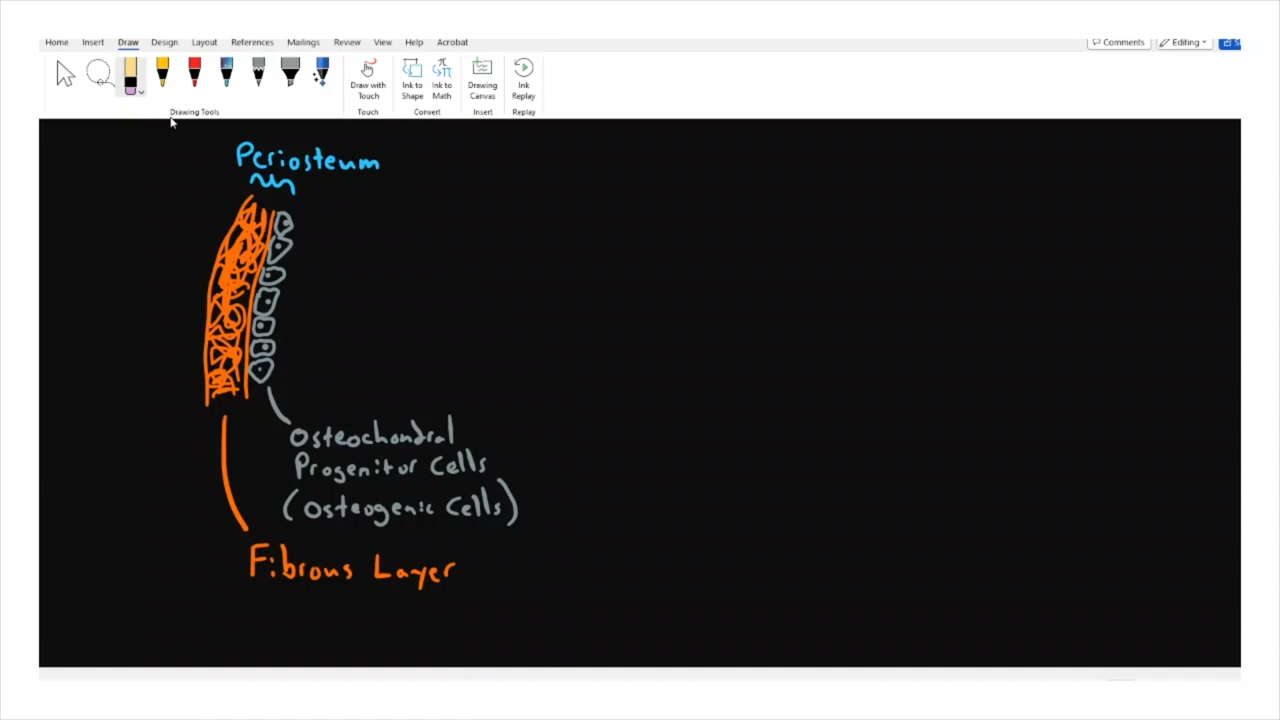 Home Insert Draw Design Layout References Mailings Review View Help Acrobat Comments Editing
Draw with Touch
Ink to Shape
Ink to Math
Drawing Canvas
Ink Replay
Drawing Tools Touch Convert Insert Replay
Periosteum
Osteochondral
Progenitor Cells
(Osteogenic Cells)
Fibrous Layer